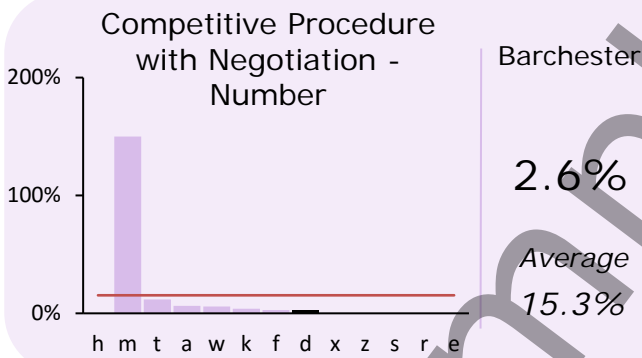 Competitive Procedure
with Negotiation -
Number
200%
100%
0%
h m t a w k f d x z s r e
Barchester
2.6%
Average
15.3%